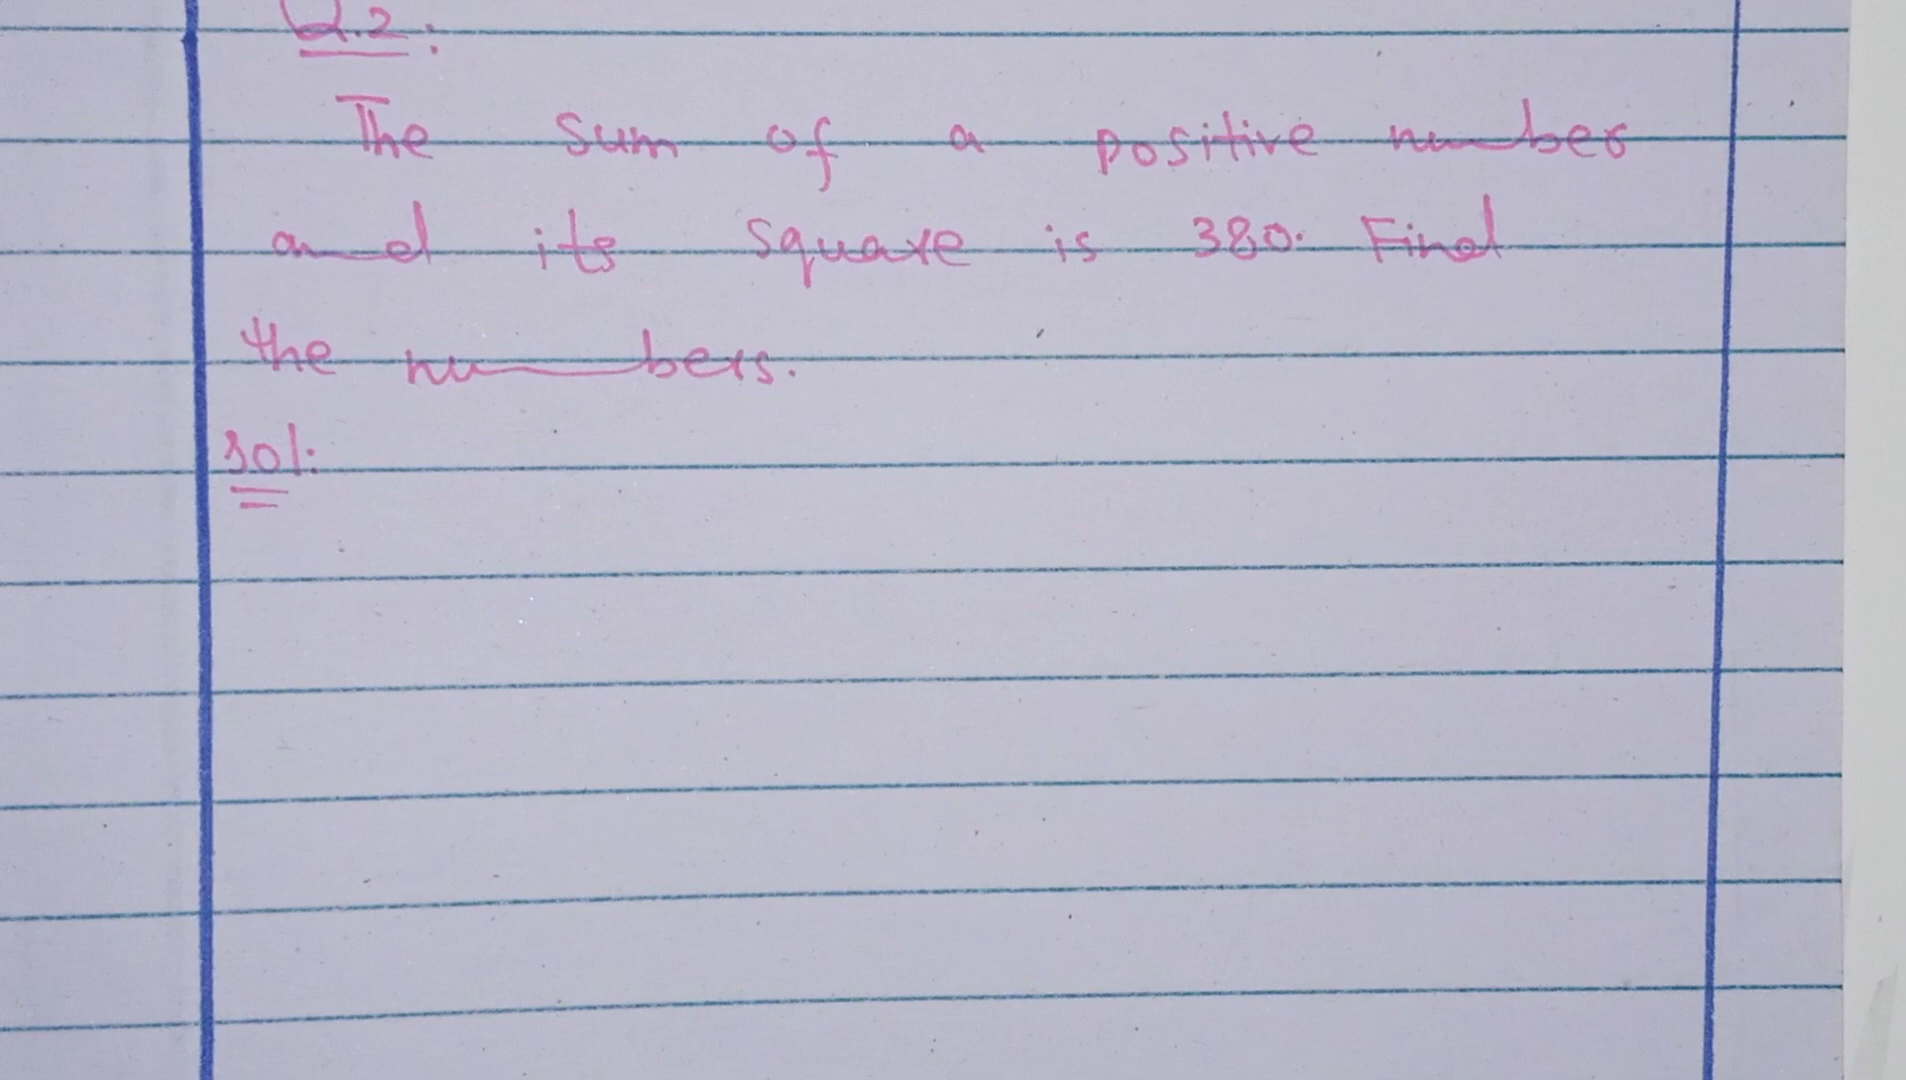 Q.2:
The sum of a positive number
and its square is 380. Find
the numbers.
Sol: